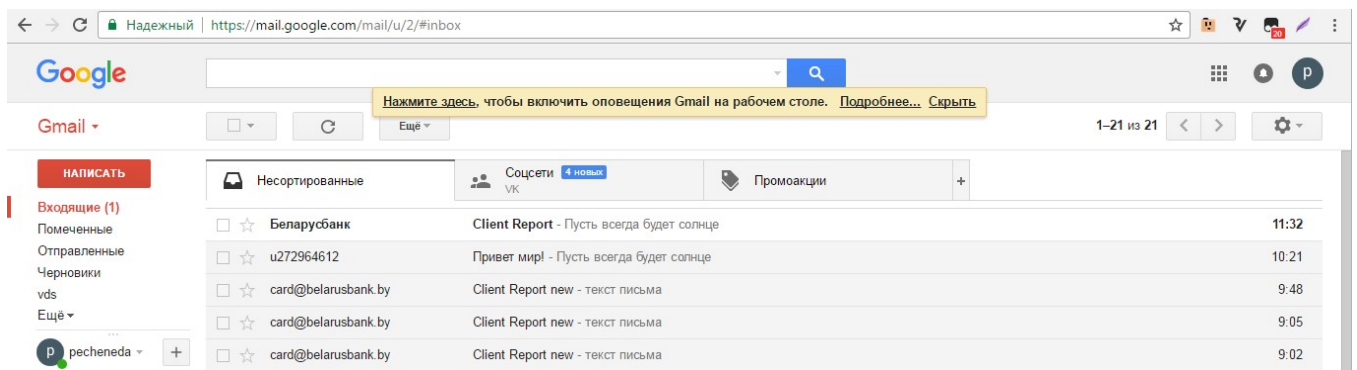 Надежный | https://mail.google.com/mail/u/2/#inbox
20
Google
p
Нажмите здесь, чтобы включить оповещения Gmail на рабочем столе. Подробнее... Скрыть
Gmail
Ещё
1–21 из 21
НАПИСАТЬ
Несортированные
Соцсети 4 новых
VK
Промоакции
+
Входящие (1)
Помеченные
Отправленные
Черновики
vds
Ещё
p pecheneda +
Беларусбанк Client Report - Пусть всегда будет солнце 11:32
u272964612 Привет мир! - Пусть всегда будет солнце 10:21
card@belarusbank.by Client Report new - текст письма 9:48
card@belarusbank.by Client Report new - текст письма 9:05
card@belarusbank.by Client Report new - текст письма 9:02